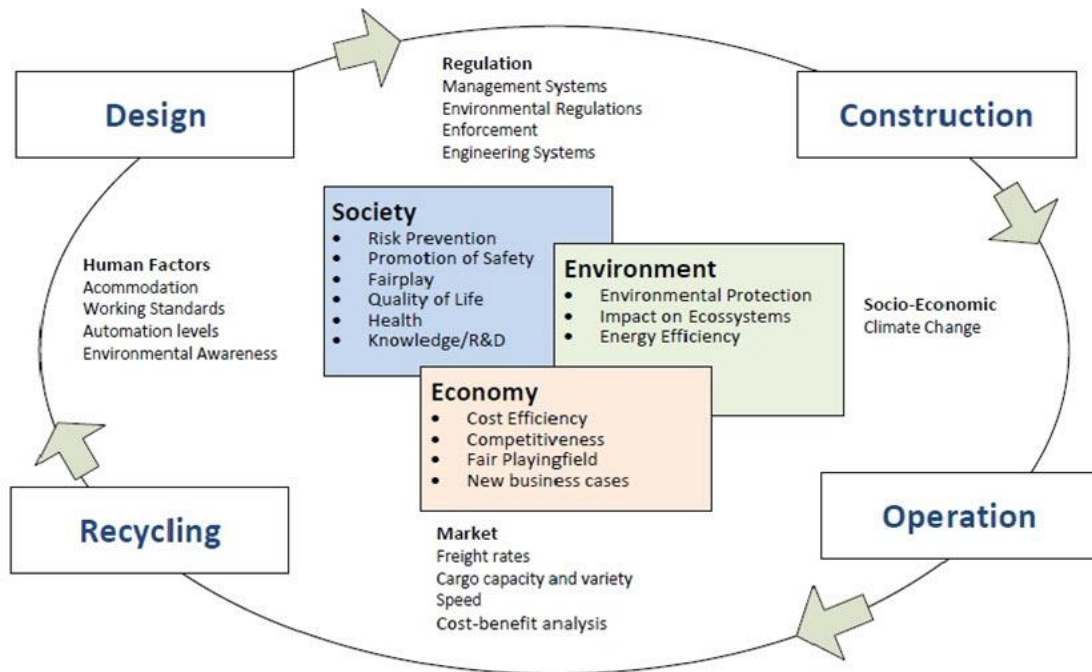 Design
Regulation
Management Systems
Environmental Regulations
Enforcement
Engineering Systems
Construction
Society
• Risk Prevention
• Promotion of Safety
• Fairplay
• Quality of Life
• Health
• Knowledge/R&D
Environment
• Environmental Protection
• Impact on Ecossystems
• Energy Efficiency
Human Factors
Acommodation
Working Standards
Automation levels
Environmental Awareness
Socio-Economic
Climate Change
Economy
• Cost Efficiency
• Competitiveness
• Fair Playingfield
• New business cases
Recycling
Operation
Market
Freight rates
Cargo capacity and variety
Speed
Cost-benefit analysis